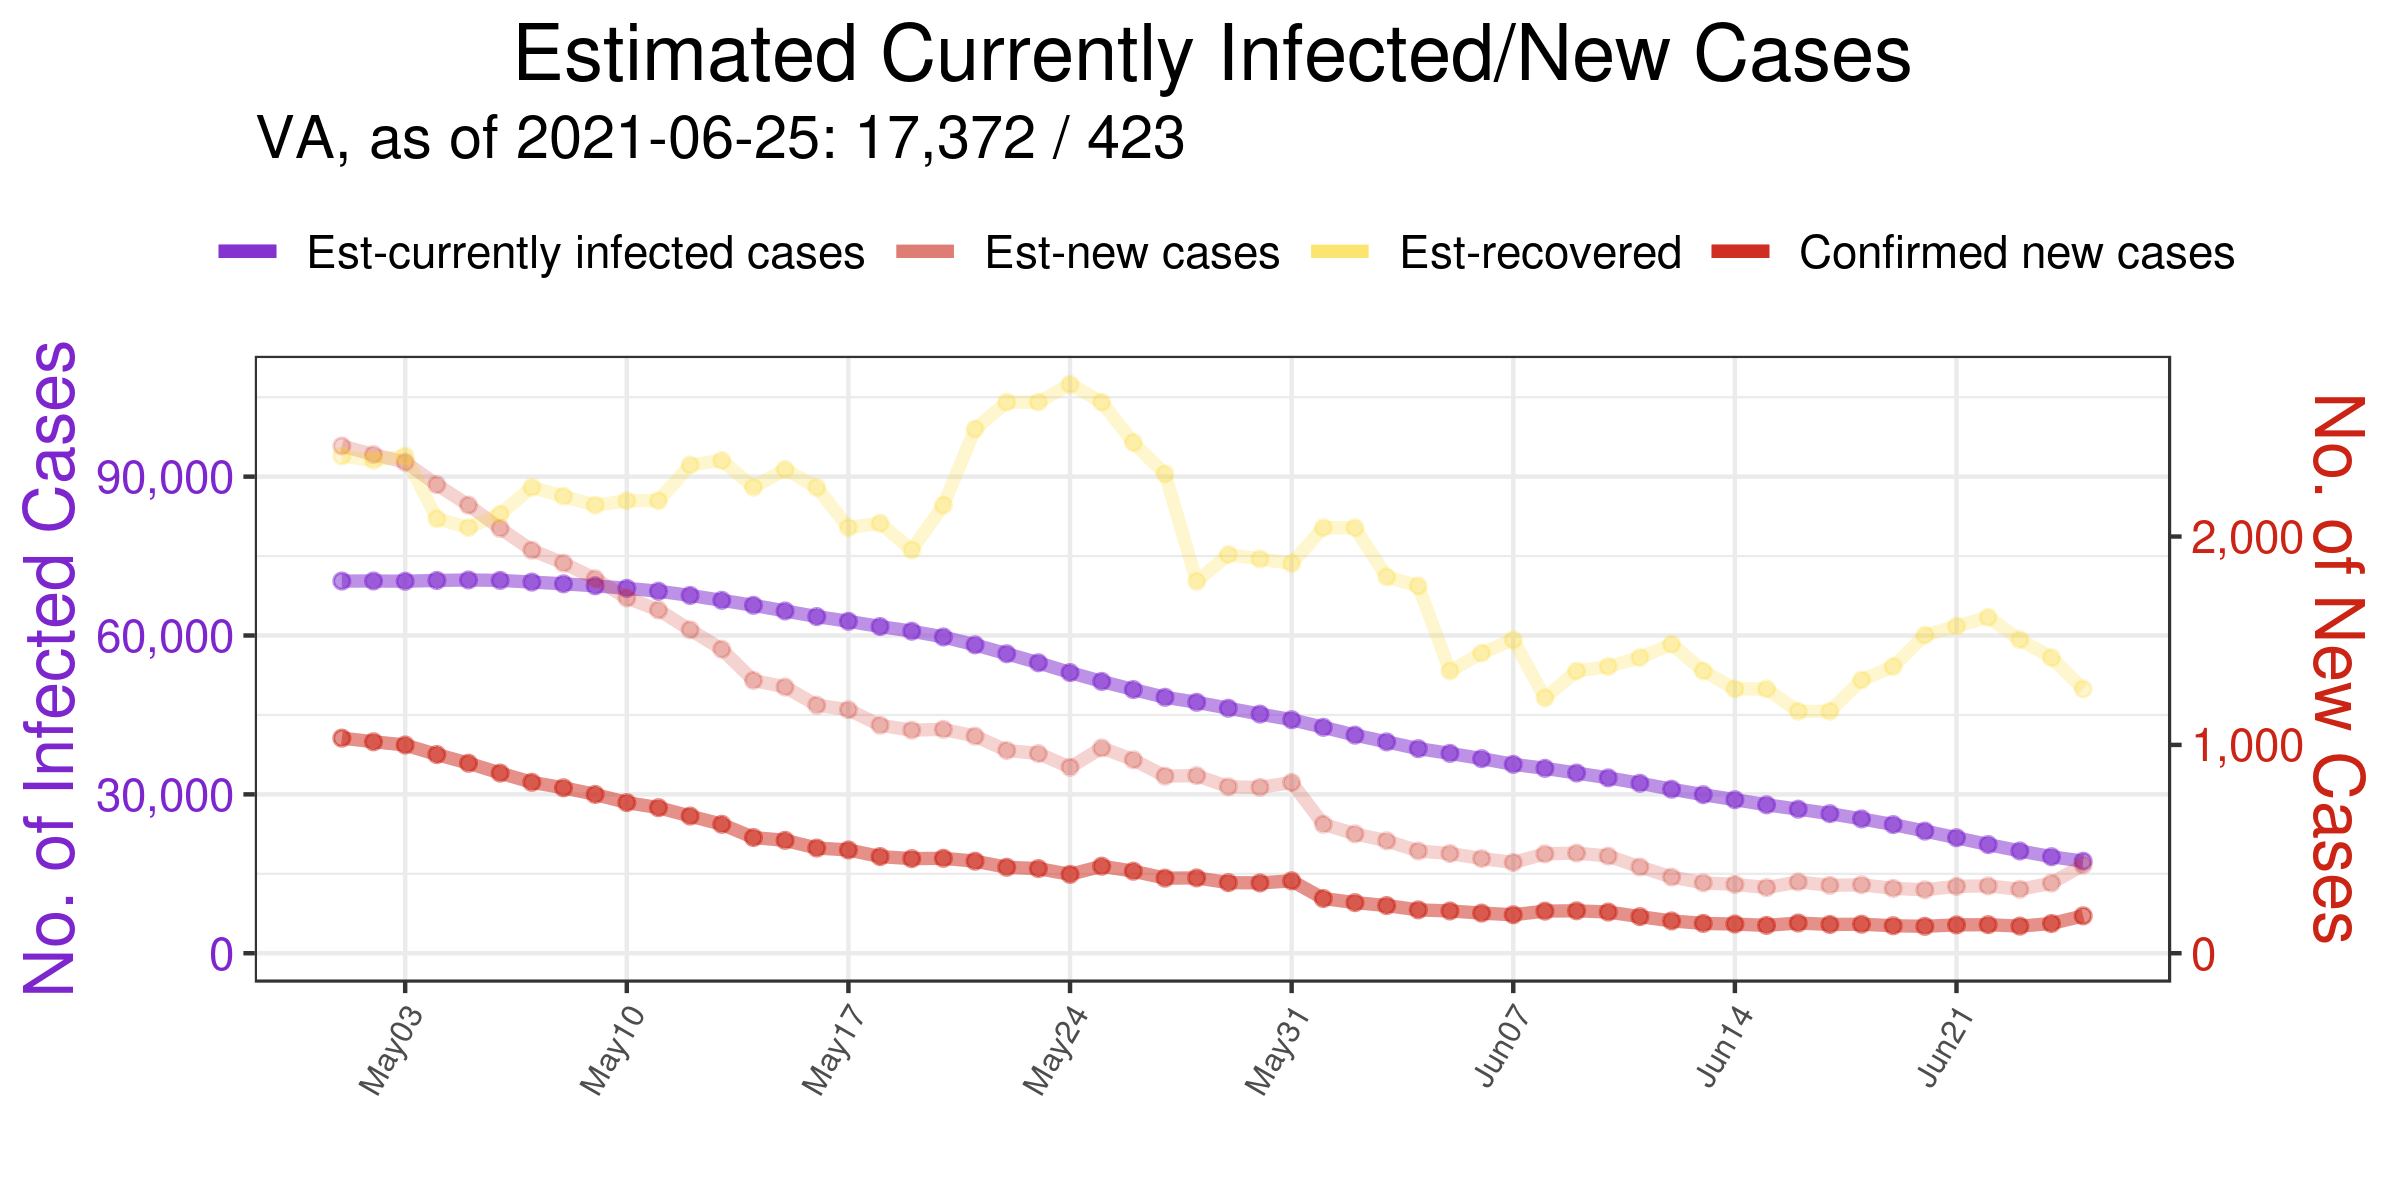 Estimated Currently Infected/New Cases
VA, as of 2021-06-25: 17,372 / 423
Est-currently infected cases Est-new cases Est-recovered Confirmed new cases
No. of Infected Cases
90,000
60,000
30,000
0
No. of New Cases
2,000
1,000
0
May03 May10 May17 May24 May31 Jun07 Jun14 Jun21